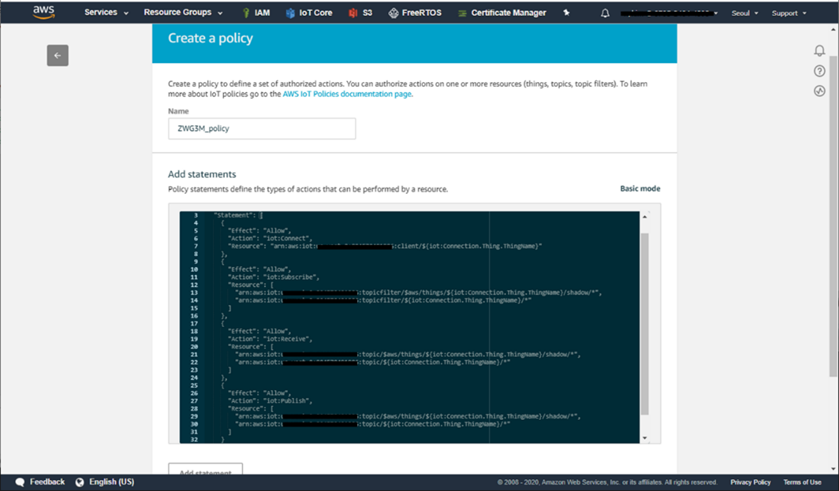 aws Services Resource Groups IAM IoT Core S3 FreeRTOS Certificate Manager Seoul Support
Create a policy
Create a policy to define a set of authorized actions. You can authorize actions on one or more resources (things, topics, topic filters). To learn
more about IoT policies go to the AWS IoT Policies documentation page.
Name
ZWG3M_policy
Add statements
Policy statements define the types of actions that can be performed by a resource.
Basic mode
3 "Statement": [
4 {
5 "Effect": "Allow",
6 "Action": "iot:Connect",
7 "Resource": "arn:aws:iot: :client/${iot:Connection.Thing.ThingName}"
8 },
9 {
10 "Effect": "Allow",
11 "Action": "iot:Subscribe",
12 "Resource": [
13 "arn:aws:iot: :topicfilter/$aws/things/${iot:Connection.Thing.ThingName}/shadow/*",
14 "arn:aws:iot: :topicfilter/${iot:Connection.Thing.ThingName}/*"
15 ]
16 },
17 {
18 "Effect": "Allow",
19 "Action": "iot:Receive",
20 "Resource": [
21 "arn:aws:iot: :topic/$aws/things/${iot:Connection.Thing.ThingName}/shadow/*",
22 "arn:aws:iot: :topic/${iot:Connection.Thing.ThingName}/*"
23 ]
24 },
25 {
26 "Effect": "Allow",
27 "Action": "iot:Publish",
28 "Resource": [
29 "arn:aws:iot: :topic/$aws/things/${iot:Connection.Thing.ThingName}/shadow/*",
30 "arn:aws:iot: :topic/${iot:Connection.Thing.ThingName}/*"
31 ]
32 }
Add statement
Feedback English (US) © 2008 - 2020, Amazon Web Services, Inc. or its affiliates. All rights reserved. Privacy Policy Terms of Use